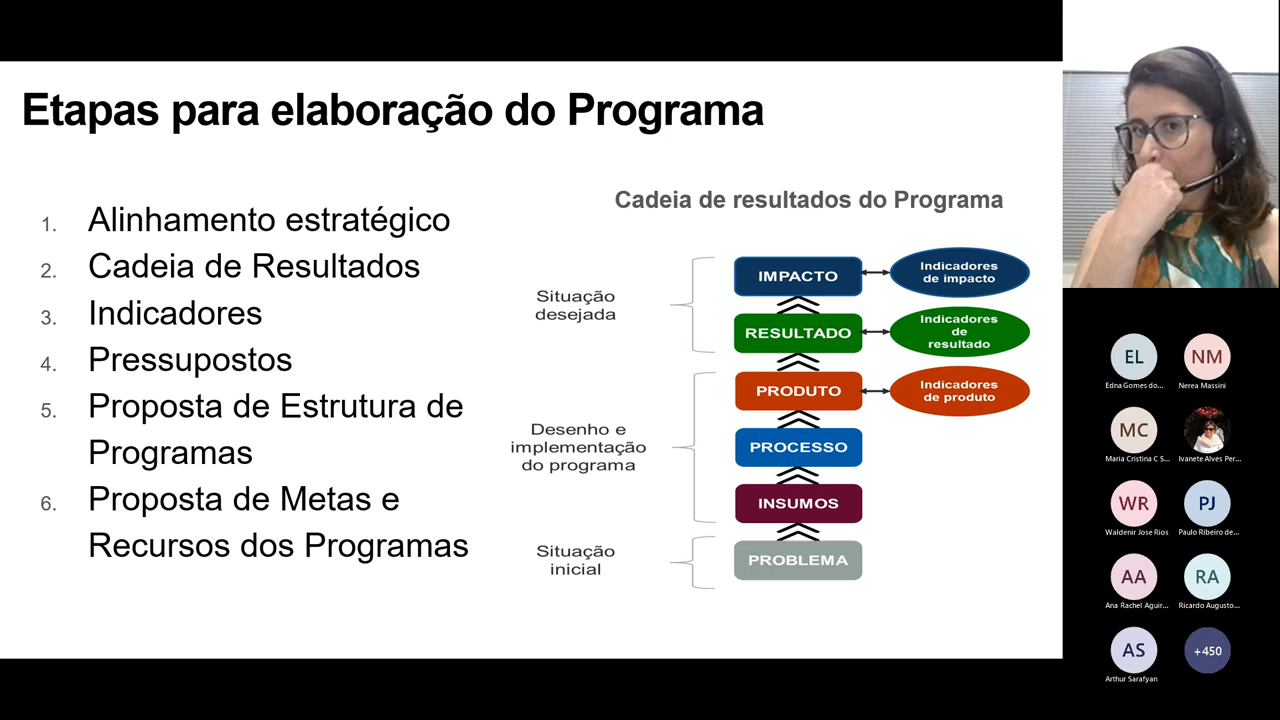 Etapas para elaboração do Programa
1. Alinhamento estratégico
2. Cadeia de Resultados
3. Indicadores
4. Pressupostos
5. Proposta de Estrutura de
Programas
6. Proposta de Metas e
Recursos dos Programas
Cadeia de resultados do Programa
Situação
desejada
IMPACTO
Indicadores
de impacto
RESULTADO
Indicadores
de
resultado
Desenho e
implementação
do programa
PRODUTO
Indicadores
de produto
PROCESSO
INSUMOS
Situação
inicial
PROBLEMA
EL
Edna Gomes do...
NM
Nerea Massini
MC
Maria Cristina C S...
Ivanete Alves Per...
WR
Waldenir Jose Rios
PJ
Paulo Ribeiro de...
AA
Ana Rachel Aguir...
RA
Ricardo Augusto...
AS
Arthur Sarafyan
+450